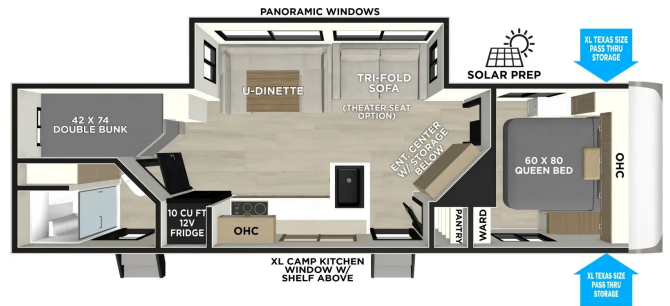 PANORAMIC WINDOWS
XL TEXAS SIZE
PASS THRU
STORAGE
SOLAR PREP
U-DINETTE
TRI-FOLD
SOFA
(THEATER SEAT
OPTION)
42 X 74
DOUBLE BUNK
ENT. CENTER
W/ STORAGE
BELOW
60 X 80
QUEEN BED
OHC
10 CU FT
12V
FRIDGE
OHC
PANTRY
WARD
XL CAMP KITCHEN
WINDOW W/
SHELF ABOVE
XL TEXAS SIZE
PASS THRU
STORAGE